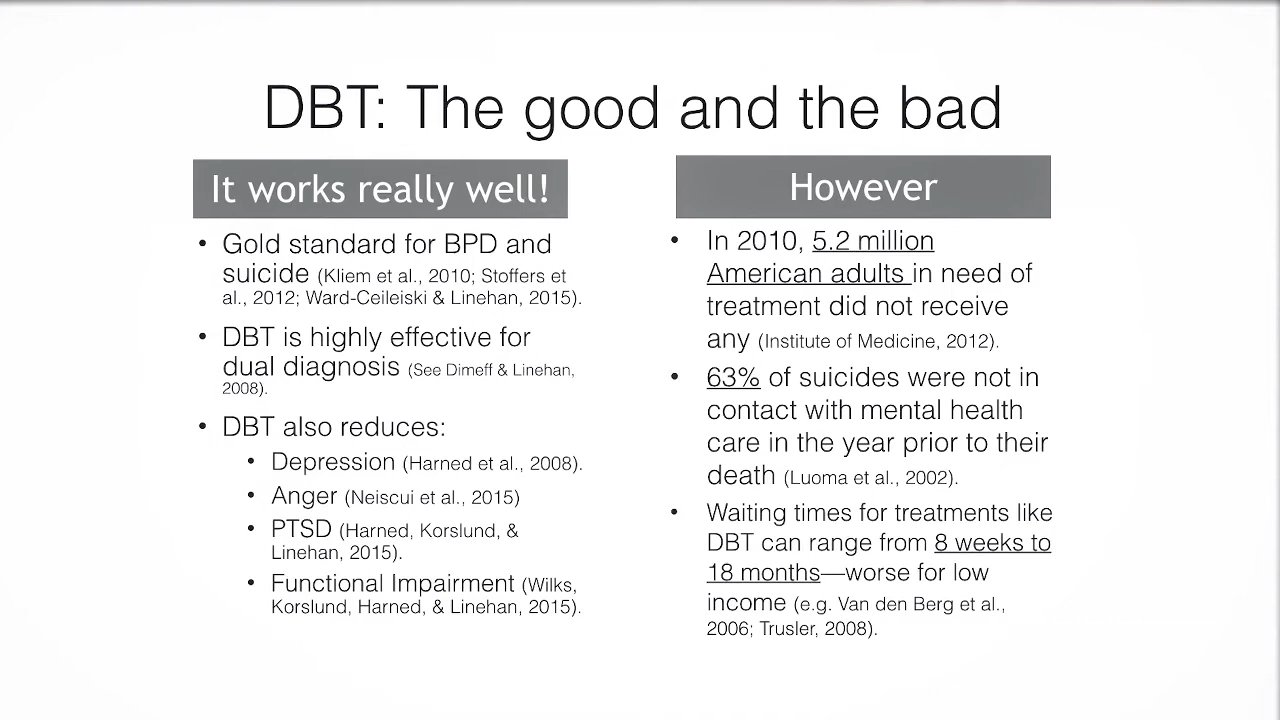 DBT: The good and the bad
It works really well!
• Gold standard for BPD and
suicide (Kliem et al., 2010; Stoffers et
al., 2012; Ward-Ceileiski & Linehan, 2015).
• DBT is highly effective for
dual diagnosis (See Dimeff & Linehan,
2008).
• DBT also reduces:
• Depression (Harned et al., 2008).
• Anger (Neiscui et al., 2015)
• PTSD (Harned, Korslund, &
Linehan, 2015).
• Functional Impairment (Wilks,
Korslund, Harned, & Linehan, 2015).
However
• In 2010, 5.2 million
American adults in need of
treatment did not receive
any (Institute of Medicine, 2012).
• 63% of suicides were not in
contact with mental health
care in the year prior to their
death (Luoma et al., 2002).
• Waiting times for treatments like
DBT can range from 8 weeks to
18 months—worse for low
income (e.g. Van den Berg et al.,
2006; Trusler, 2008).